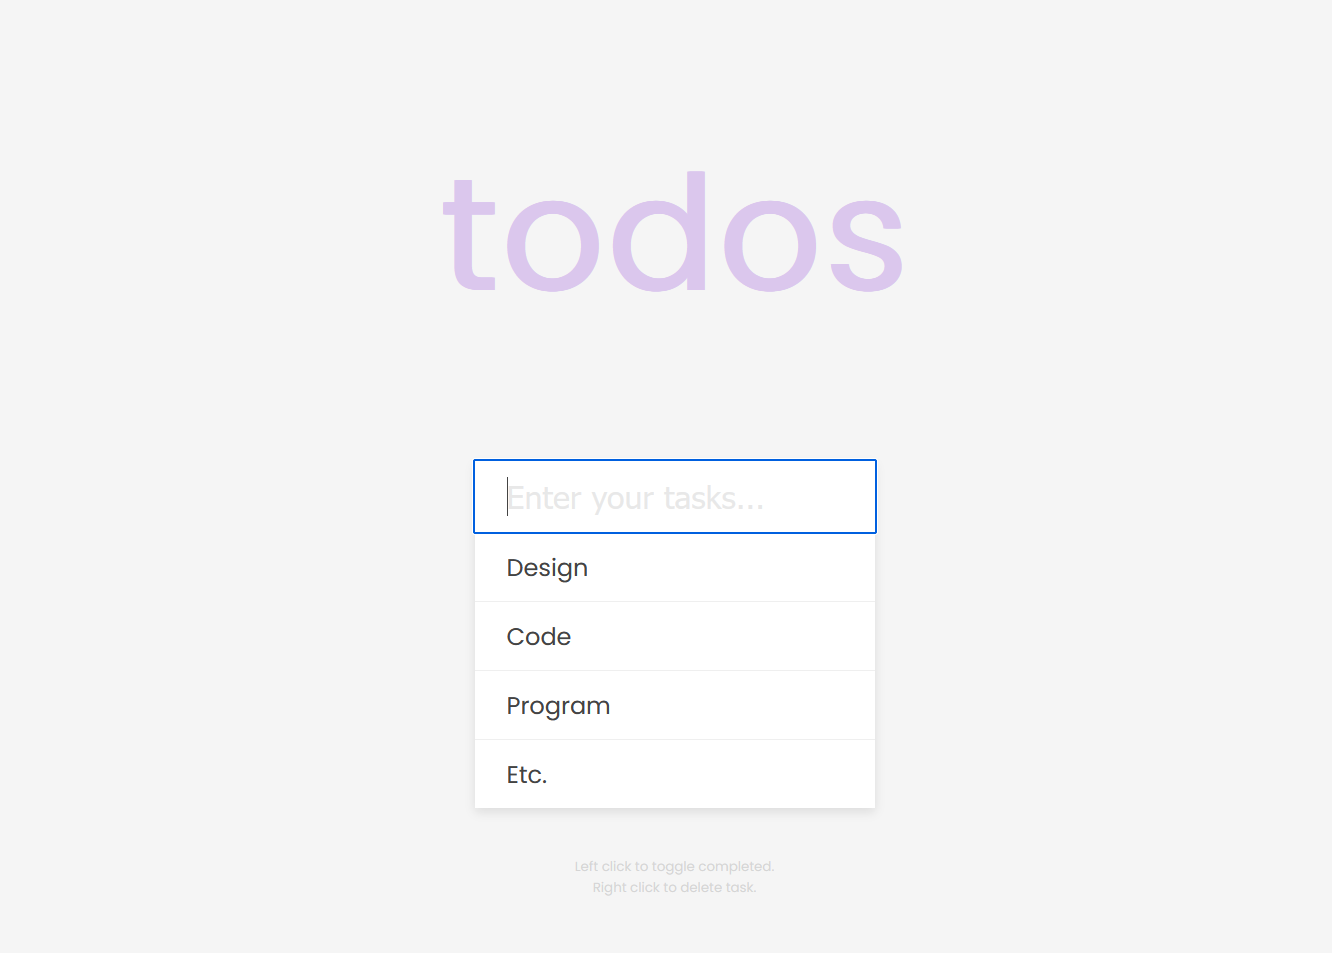 todos
Enter your tasks...
Design
Code
Program
Etc.
Left click to toggle completed.
Right click to delete task.